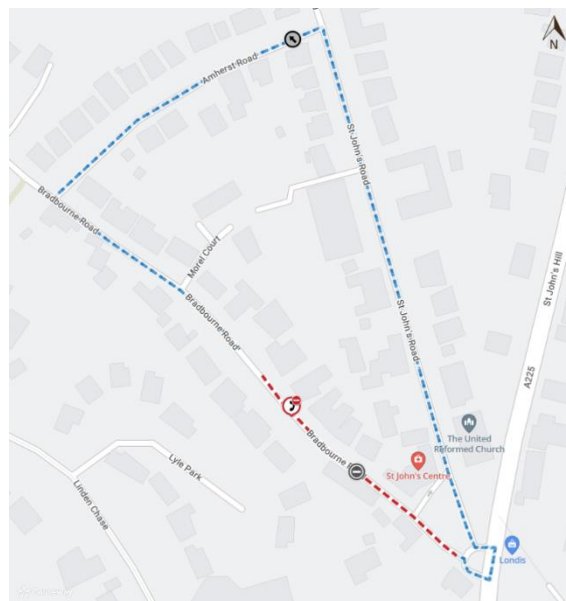 N
Amherst Road
St John's Road
Bradbourne Road
Morel Court
St John's Hill
Bradbourne Road
St John's Road
A225
Bradbourne
The United
Reformed Church
St John's Centre
Lyle Park
Linden Chase
Londis